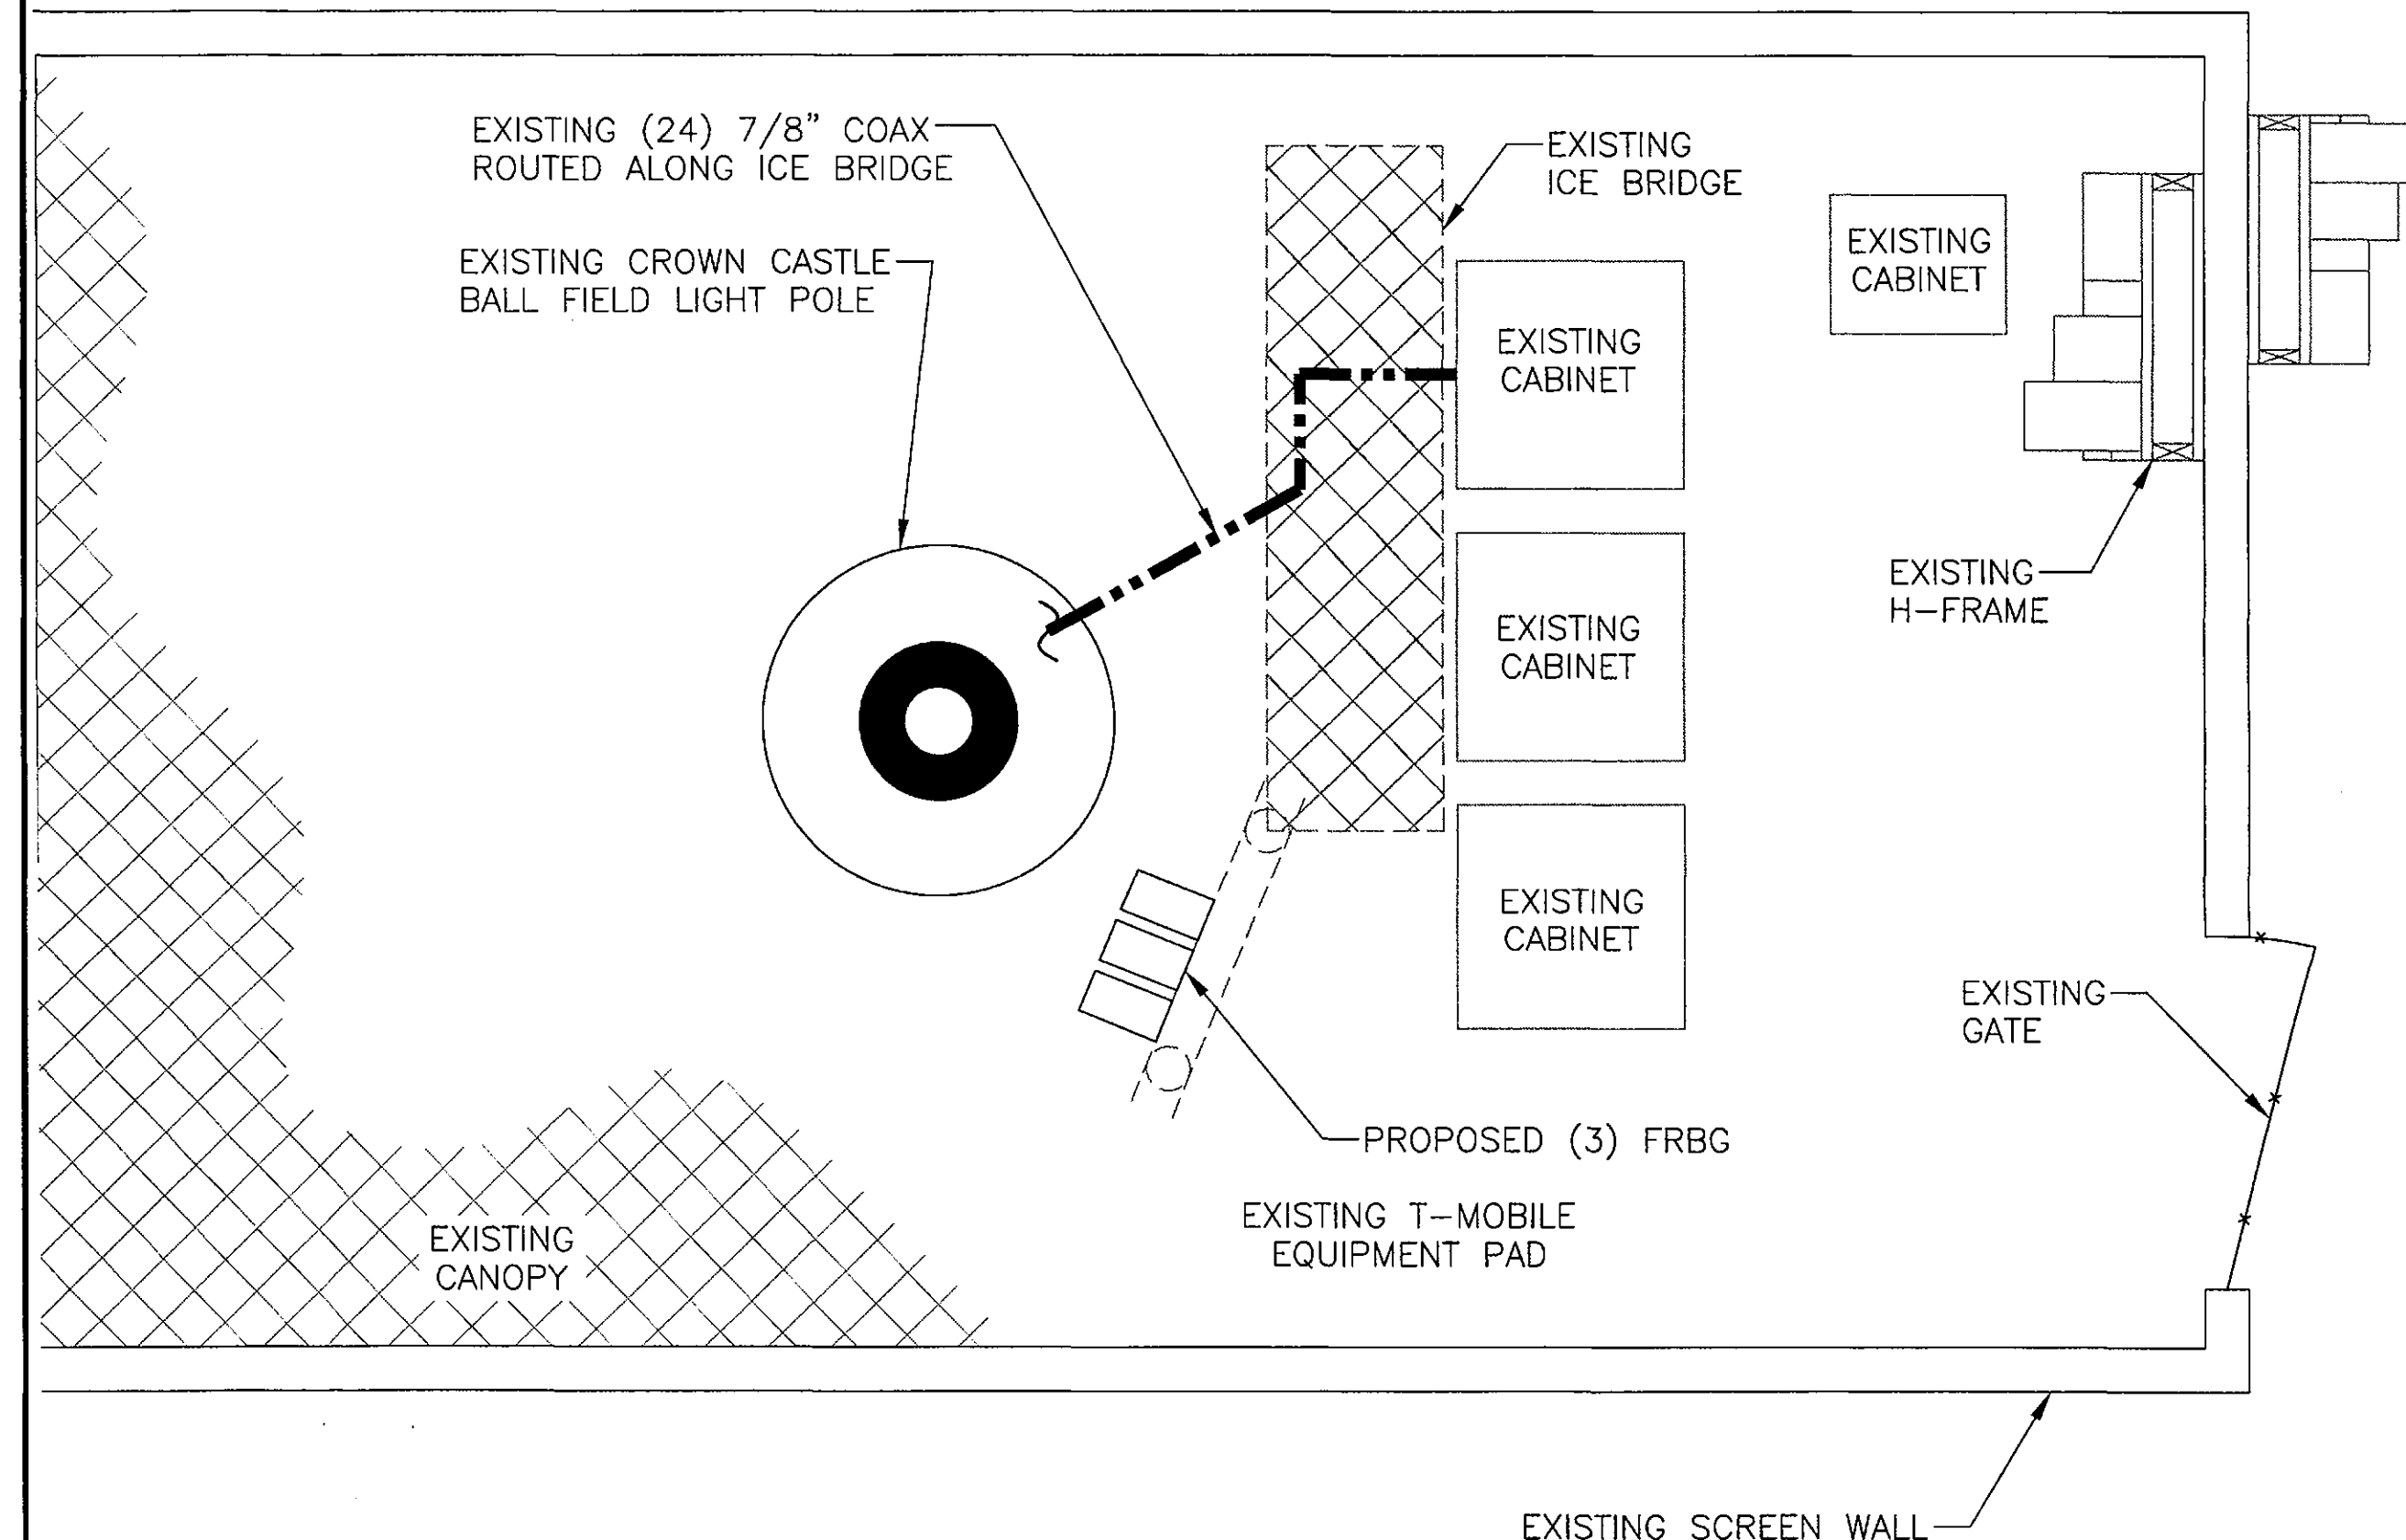 EXISTING (24) 7/8" COAX
ROUTED ALONG ICE BRIDGE
EXISTING
ICE BRIDGE
EXISTING CROWN CASTLE
BALL FIELD LIGHT POLE
EXISTING
CABINET
EXISTING
CABINET
EXISTING
H-FRAME
EXISTING
CABINET
EXISTING
CABINET
EXISTING
GATE
PROPOSED (3) FRBG
EXISTING T-MOBILE
EQUIPMENT PAD
EXISTING
CANOPY
EXISTING SCREEN WALL